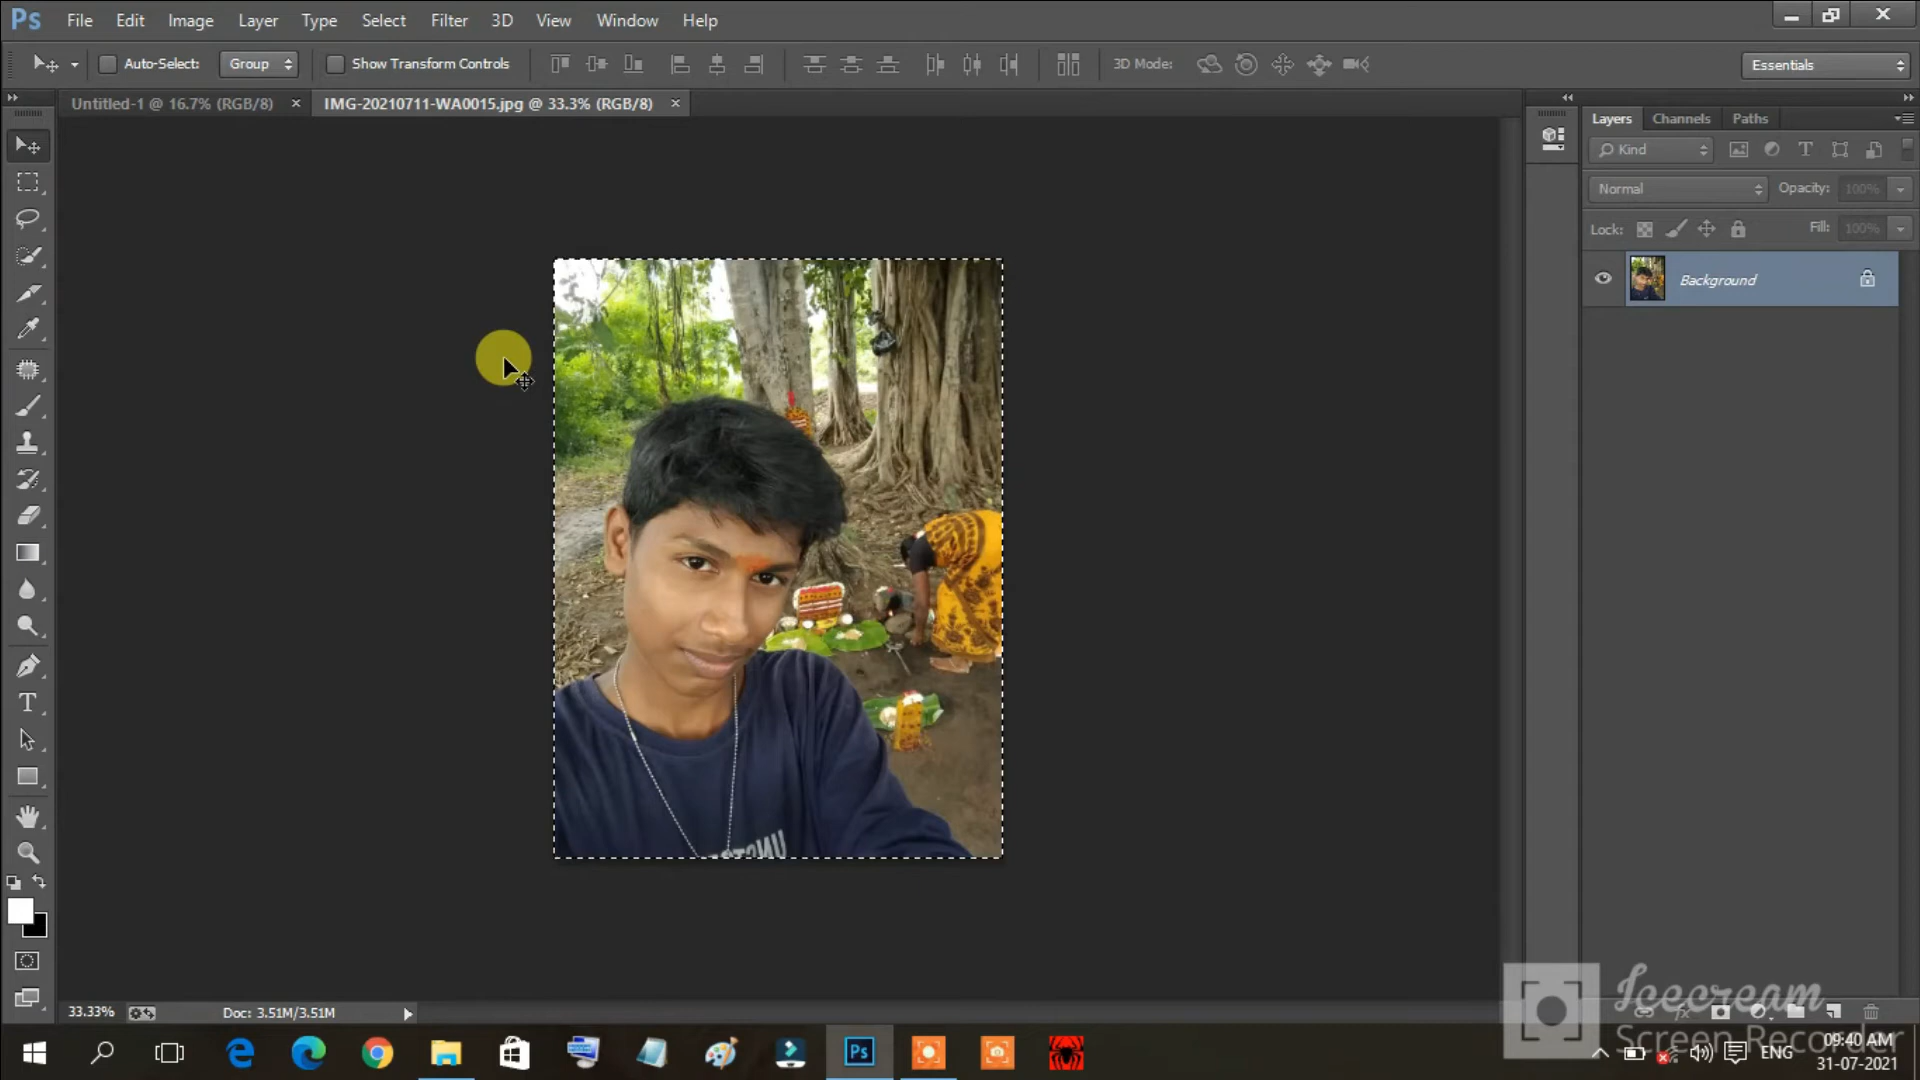 Ps File Edit Image Layer Type Select Filter 3D View Window Help
Auto-Select: Group Show Transform Controls 3D Mode: Essentials
Untitled-1 @ 16.7% (RGB/8) × IMG-20210711-WA0015.jpg @ 33.3% (RGB/8) ×
Layers Channels Paths
Kind
Normal Opacity: 100%
Lock: Fill: 100%
Background
33.33% Doc: 3.51M/3.51M
Icecream
Screen Recorder
Ps
ENG
09:40 AM
31-07-2021